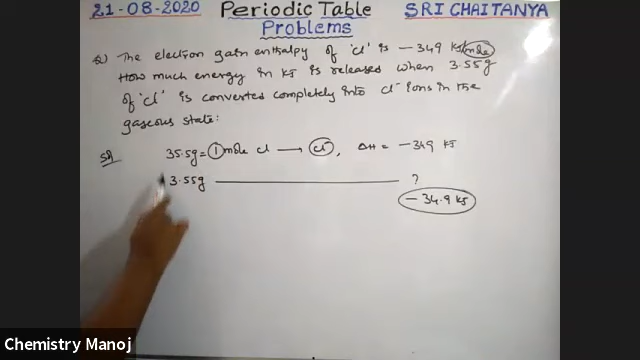 21-08-2020 Periodic Table SRI CHAITANYA
Problems
Q) The electron gain enthalpy of 'Cl' is -349 KJ/mole
How much energy in KJ is released when 3.55g
of 'Cl' is converted completely into Cl⁻ ions in the
gaseous state:
Sol 35.5g = 1 mole Cl → Cl⁻, ΔH = -349 KJ
3.55g ?
-34.9 KJ
Chemistry Manoj